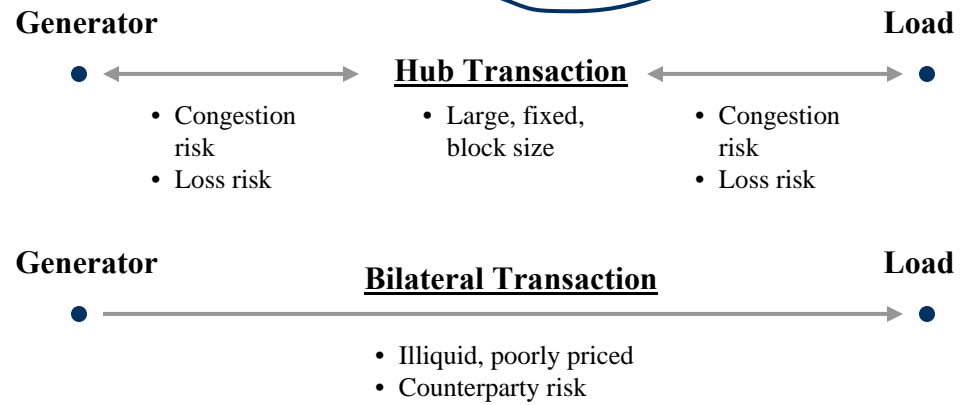 Generator Load
Hub Transaction
• Congestion risk
• Loss risk
• Large, fixed, block size
• Congestion risk
• Loss risk
Generator Load
Bilateral Transaction
• Illiquid, poorly priced
• Counterparty risk